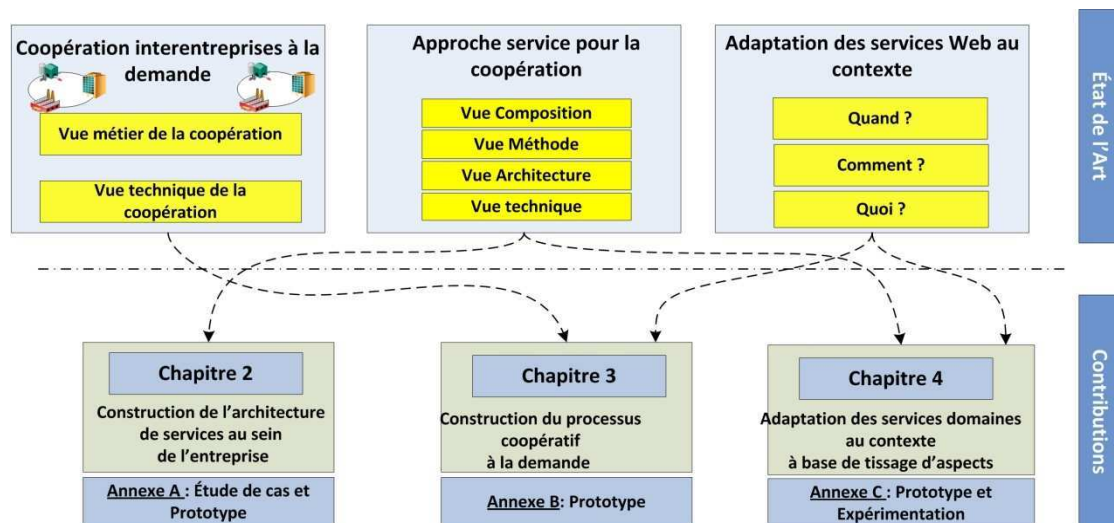 Coopération interentreprises à la
demande
Vue métier de la coopération
Vue technique de la
coopération
Approche service pour la
coopération
Vue Composition
Vue Méthode
Vue Architecture
Vue technique
Adaptation des services Web au
contexte
Quand ?
Comment ?
Quoi ?
État de l'Art
Chapitre 2
Construction de l'architecture
de services au sein
de l'entreprise
Annexe A : Étude de cas et
Prototype
Chapitre 3
Construction du processus
coopératif
à la demande
Annexe B: Prototype
Chapitre 4
Adaptation des services domaines
au contexte
à base de tissage d'aspects
Annexe C : Prototype et
Expérimentation
Contributions